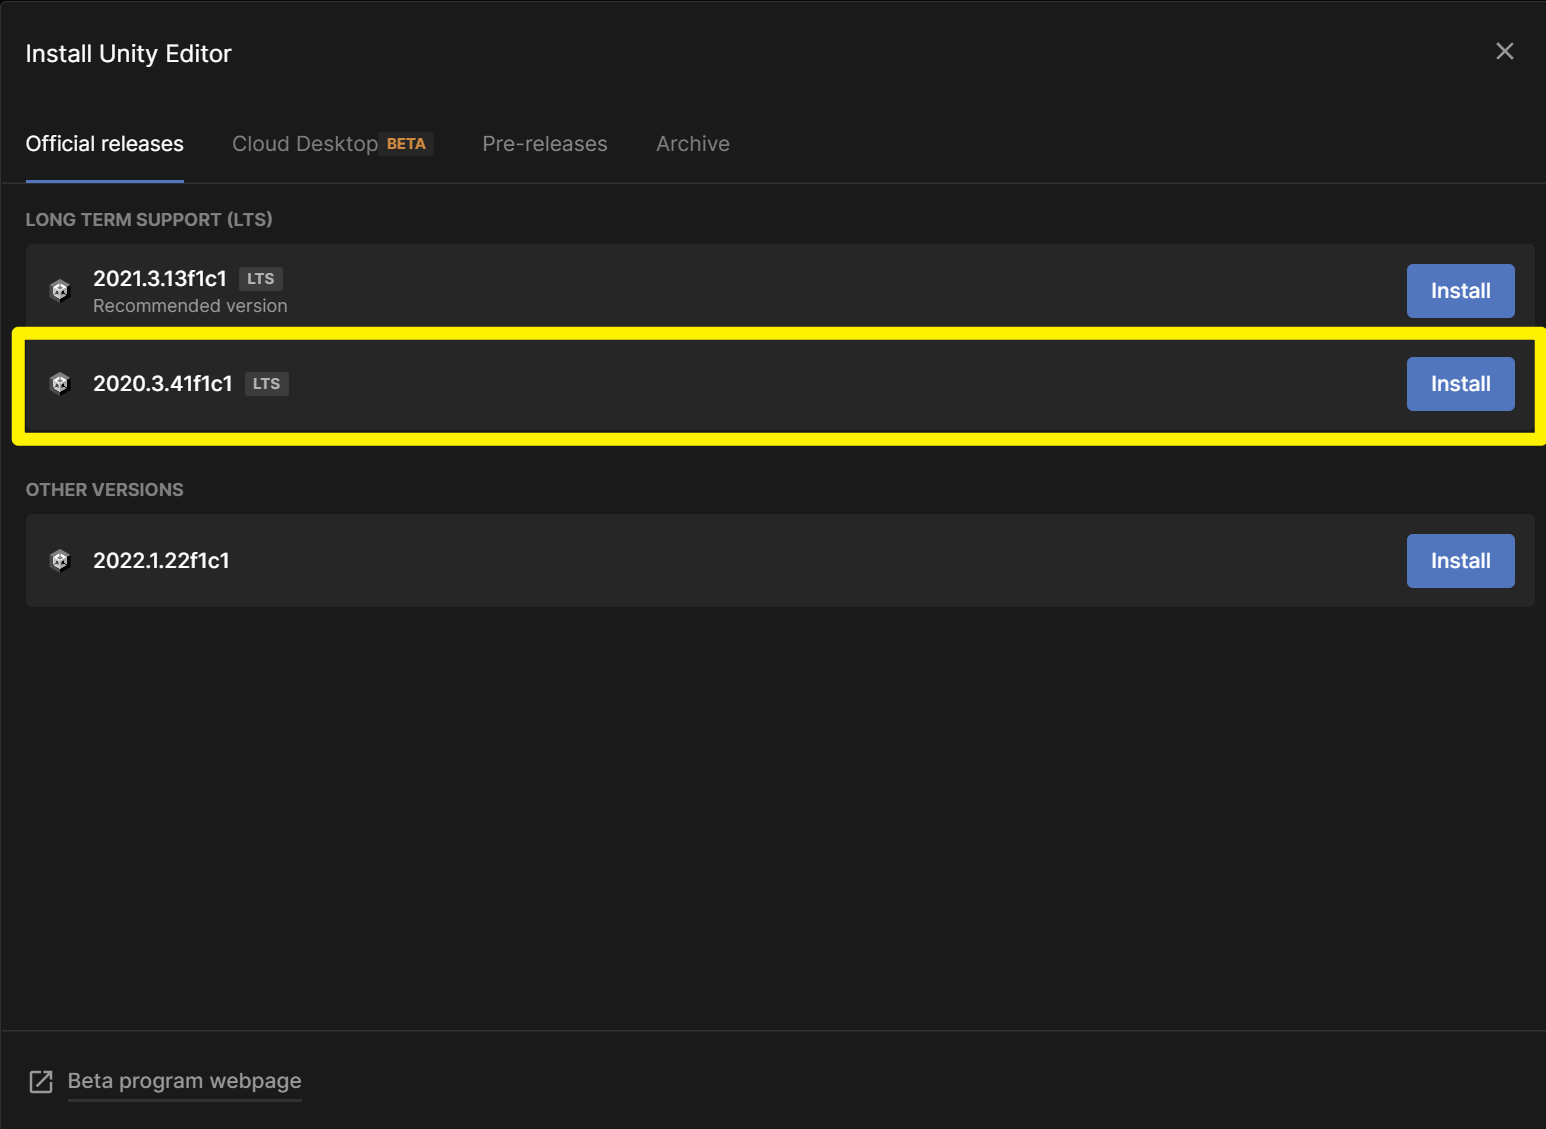 Install Unity Editor
Official releases
Cloud Desktop BETA
Pre-releases
Archive
LONG TERM SUPPORT (LTS)
2021.3.13f1c1 LTS
Recommended version
Install
2020.3.41f1c1 LTS
Install
OTHER VERSIONS
2022.1.22f1c1
Install
Beta program webpage